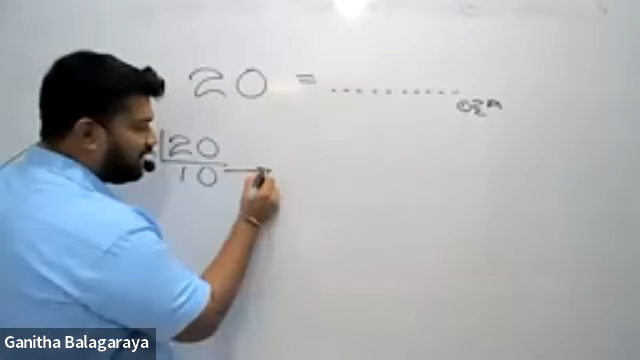 20 = ...........
20
10 —
Ganitha Balagaraya